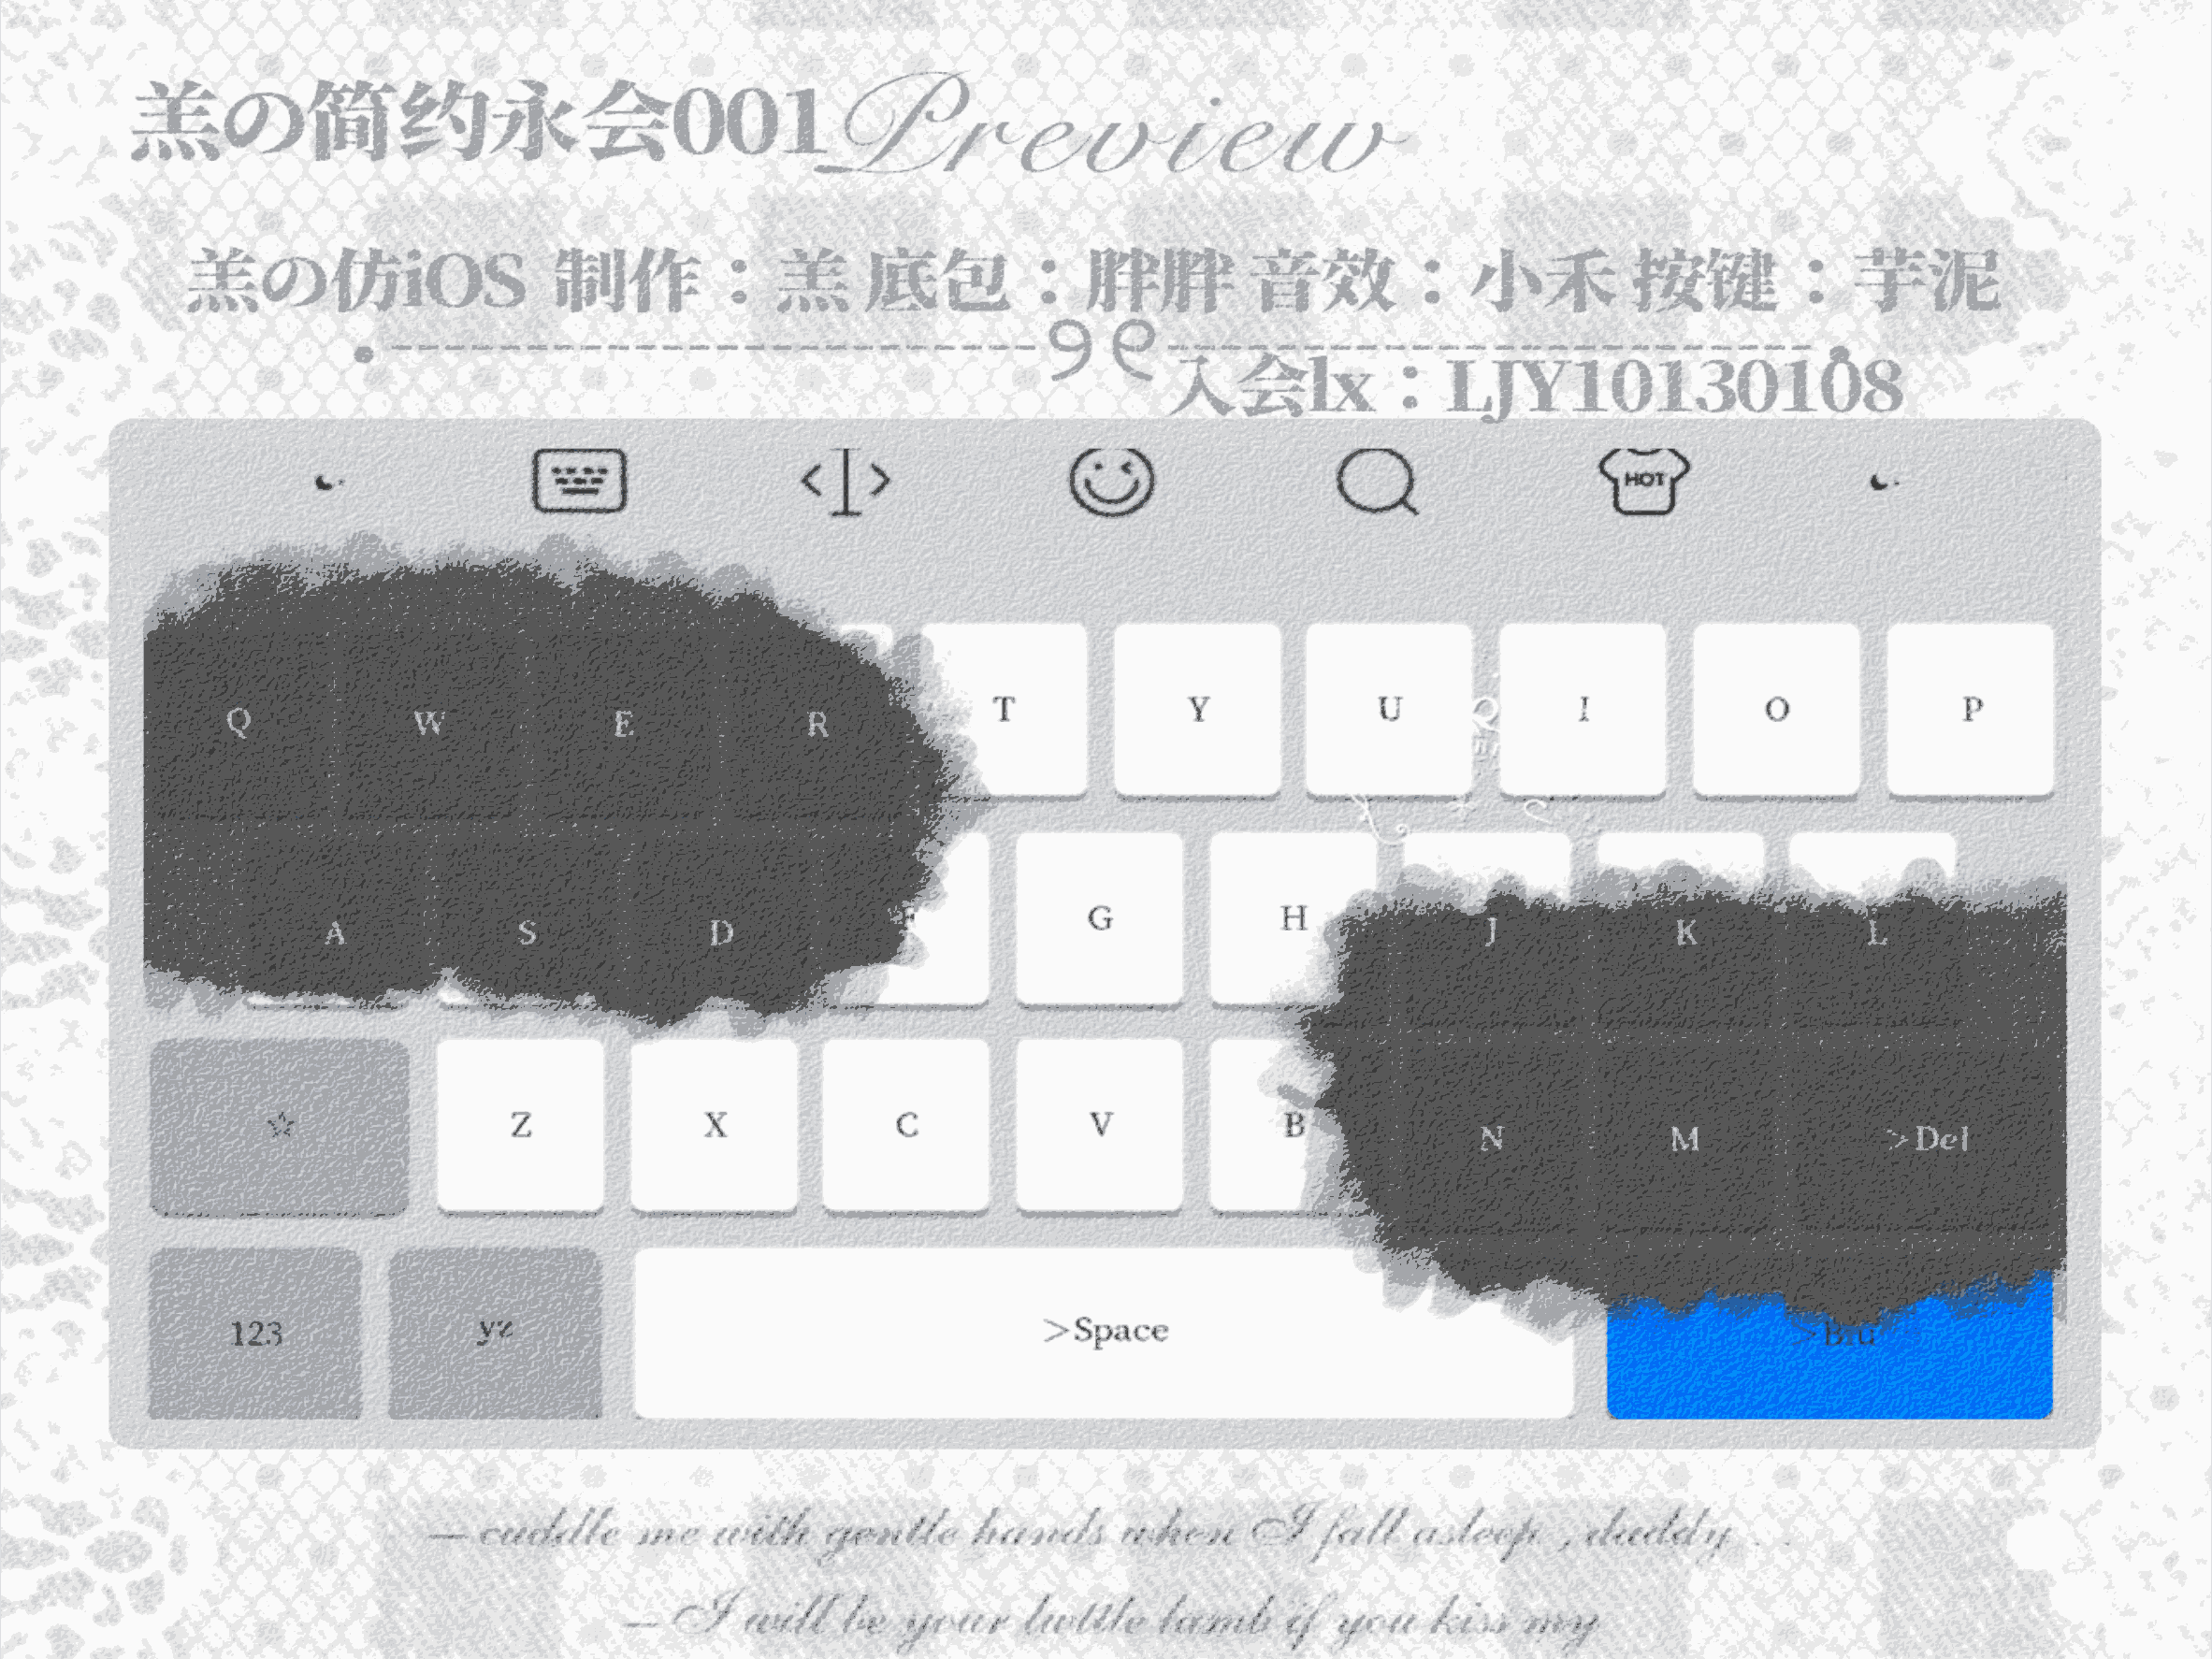 羔の简约永会001 Preview
羔の仿iOS 制作：羔 底包：胖胖 音效：小禾 按键：芋泥
入会lx：LJY10130108
HOT
Q W E R T Y U I O P
A S D F G H J K L
Z X C V B N M >Del
123 yz >Space >Biu
— cuddle me with gentle hands when I fall asleep , daddy . .
— I will be your luttle lamb if you kiss my